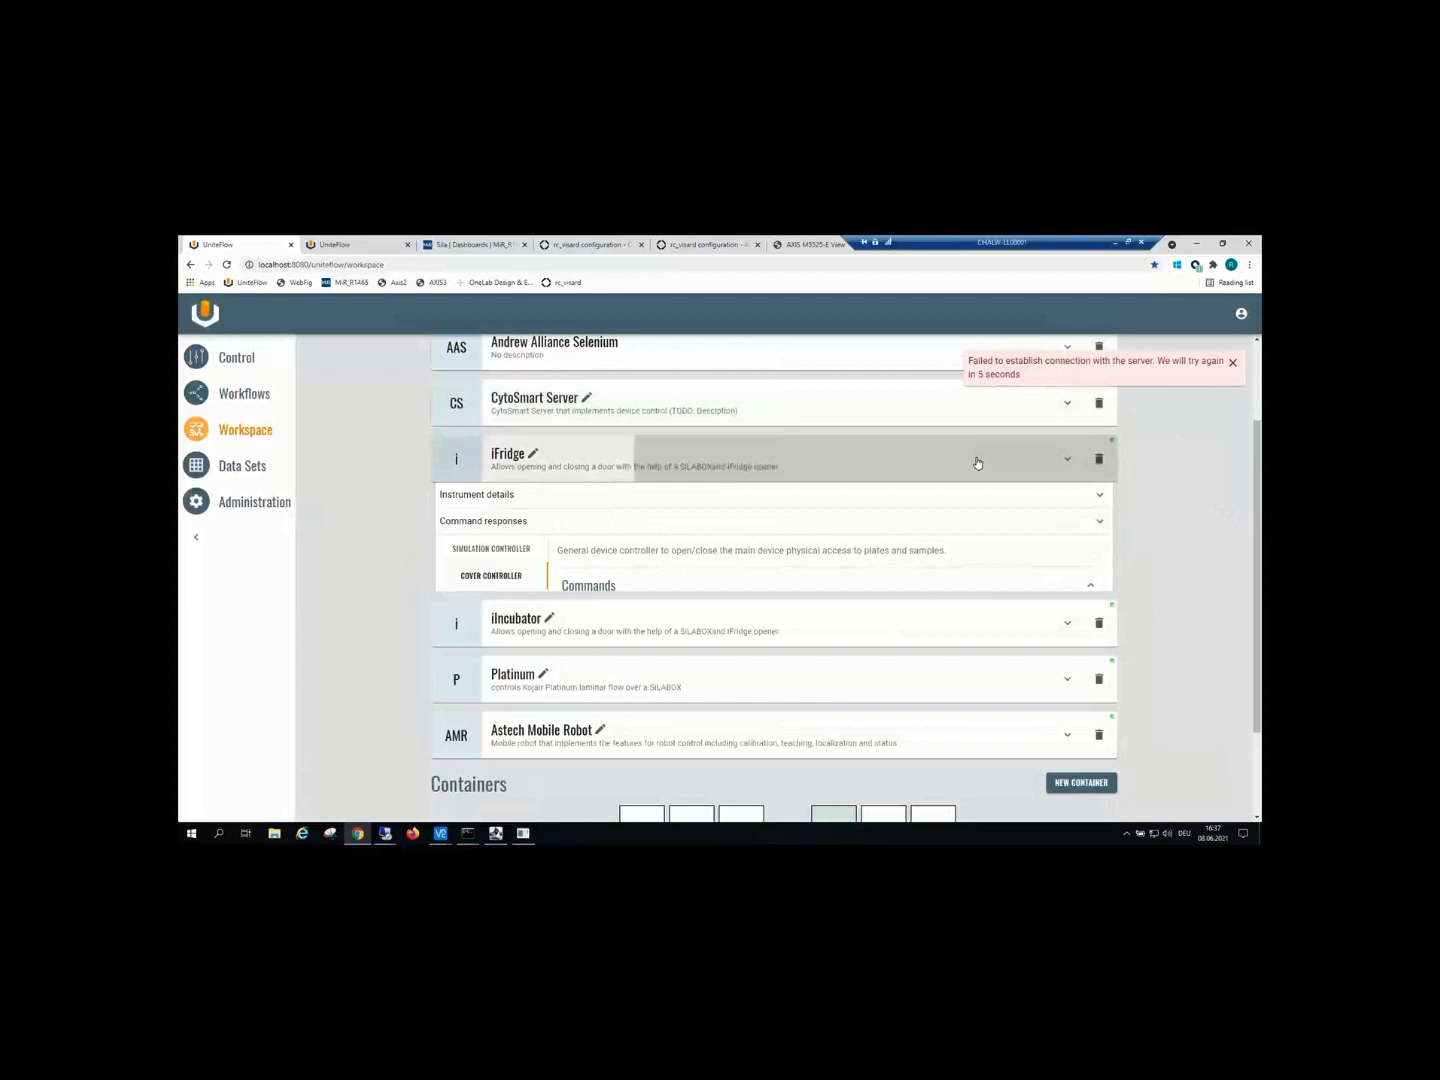 UniteFlow
UniteFlow
Sila | Dashboards | MiR_R1
rc_visard configuration - C
rc_visard configuration - A
AXIS M5525-E View
CHALW-LL00001
localhost:8080/uniteflow/workspace
Apps
UniteFlow
WebFig
MiR_R1465
Axis2
AXIS3
OneLab Design & E...
rc_visard
Reading list
Control
Workflows
Workspace
Data Sets
Administration
AAS
Andrew Alliance Selenium
No description
Failed to establish connection with the server. We will try again
in 5 seconds
CS
CytoSmart Server
CytoSmart Server that implements device control (TODO: Desciption)
i
iFridge
Allows opening and closing a door with the help of a SILABOXand iFridge opener
Instrument details
Command responses
SIMULATION CONTROLLER
General device controller to open/close the main device physical access to plates and samples.
COVER CONTROLLER
Commands
i
iIncubator
Allows opening and closing a door with the help of a SILABOXand iFridge opener
P
Platinum
controls Kojair Platinum laminar flow over a SiLABOX
AMR
Astech Mobile Robot
Mobile robot that implements the features for robot control including calibration, teaching, localization and status
Containers
NEW CONTAINER
DEU
16:37
08.06.2021